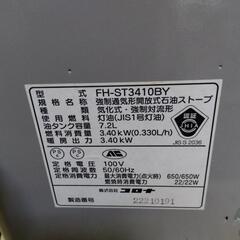 型式 FH-ST3410BY
種類 強制通気形開放式石油ストーブ
気化式・強制対流形
使用燃料 灯油(JIS1号灯油)
油タンク容量 7.2L
燃料消費量 3.40kW(0.330L/h)
暖房出力 3.40kW
JIS S 2036
定格電圧 100V
定格周波数 50/60Hz
定格消費電力 最大消費電力(点火時) 650/650W
燃焼時消費電力 22/22W
株式会社 コロナ
製造番号 22210191